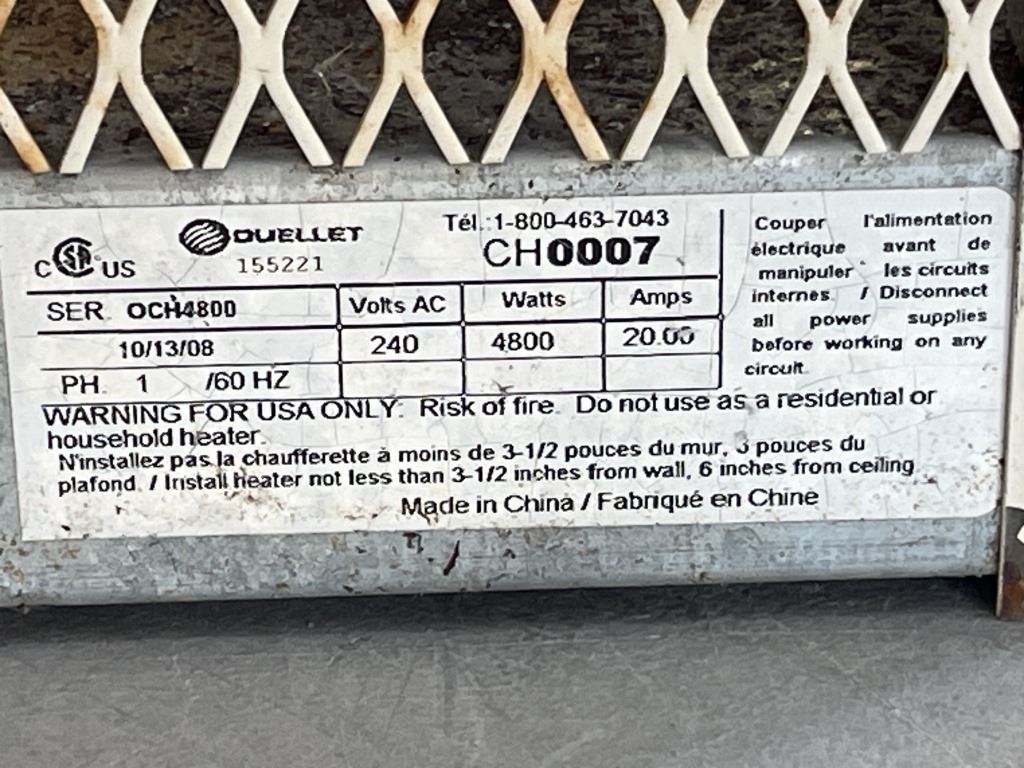 C SA US
OUELLET
155221
Tél.:1-800-463-7043
CH0007
SER OCH4800
Volts AC Watts Amps
10/13/08
240 4800 20.00
PH. 1 /60 HZ
Couper l'alimentation
électrique avant de
manipuler les circuits
internes. / Disconnect
all power supplies
before working on any
circuit.
WARNING FOR USA ONLY: Risk of fire. Do not use as a residential or
household heater.
N'installez pas la chaufferette à moins de 3-1/2 pouces du mur, pouces du
plafond. / Install heater not less than 3-1/2 inches from wall, 6 inches from ceiling
Made in China / Fabriqué en Chine